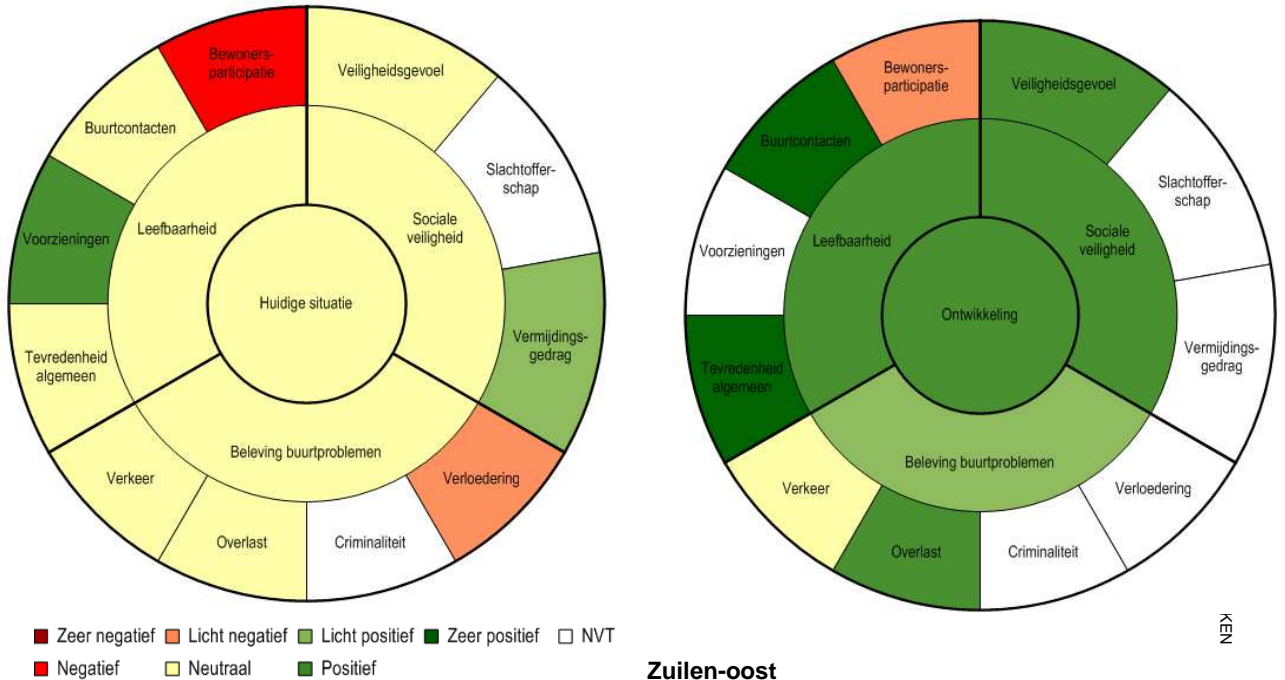 Bewoners-
participatie
Veiligheidsgevoel
Buurtcontacten
Slachtoffer-
schap
Voorzieningen
Leefbaarheid
Sociale
veiligheid
Huidige situatie
Vermijdings-
gedrag
Tevredenheid
algemeen
Beleving buurtproblemen
Verkeer
Verloedering
Overlast
Criminaliteit
Bewoners-
participatie
Veiligheidsgevoel
Buurtcontacten
Slachtoffer-
schap
Voorzieningen
Leefbaarheid
Sociale
veiligheid
Ontwikkeling
Vermijdings-
gedrag
Tevredenheid
algemeen
Beleving buurtproblemen
Verkeer
Verloedering
Overlast
Criminaliteit
Zeer negatief Licht negatief Licht positief Zeer positief NVT
Negatief Neutraal Positief
Zuilen-oost
KEN